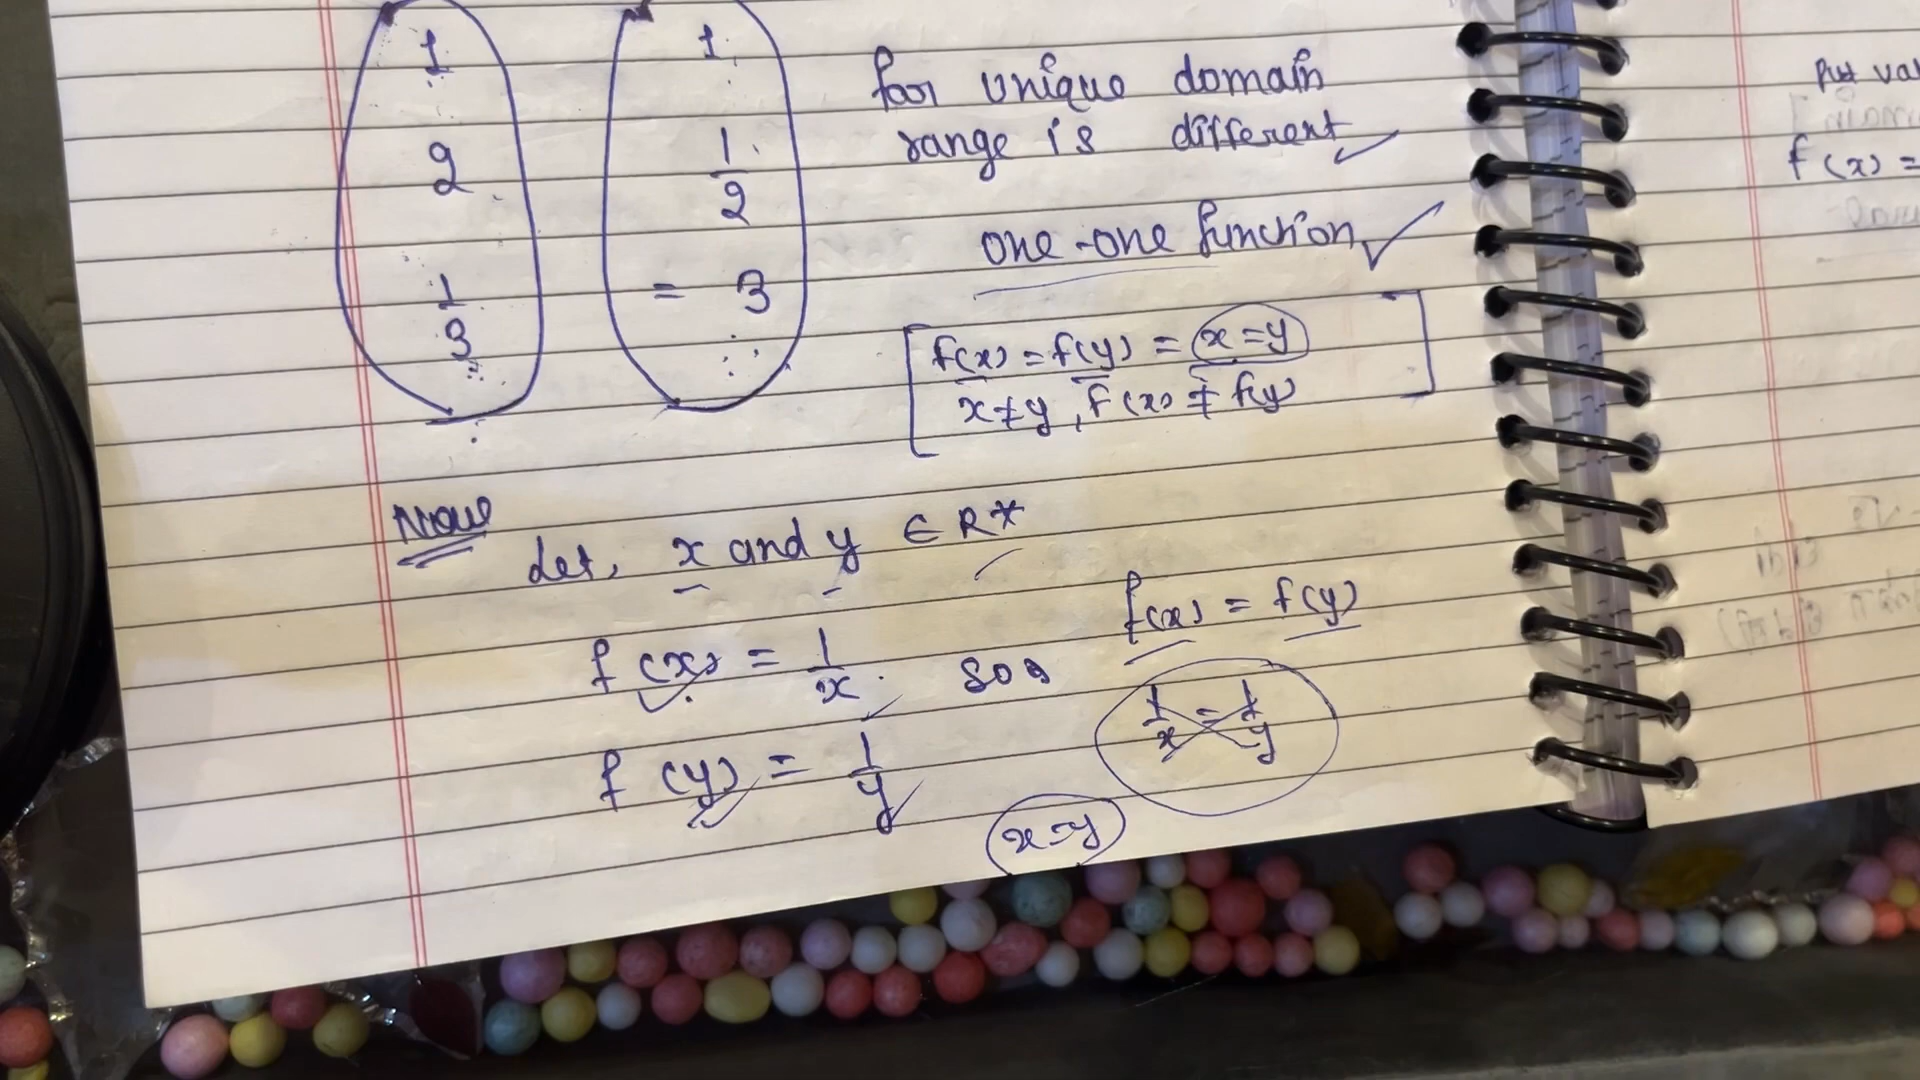 1
2
1
3
1
1
2
= 3
for unique domain
range is different
one-one function
f(x) = f(y) = x=y
x≠y, f(x) ≠ f(y)
Now
Let, x and y ∈ R*
f(x) = f(y)
f(x) = 1/x so,
1/x = 1/y
f(y) = 1/y
x=y
put
f(x) =